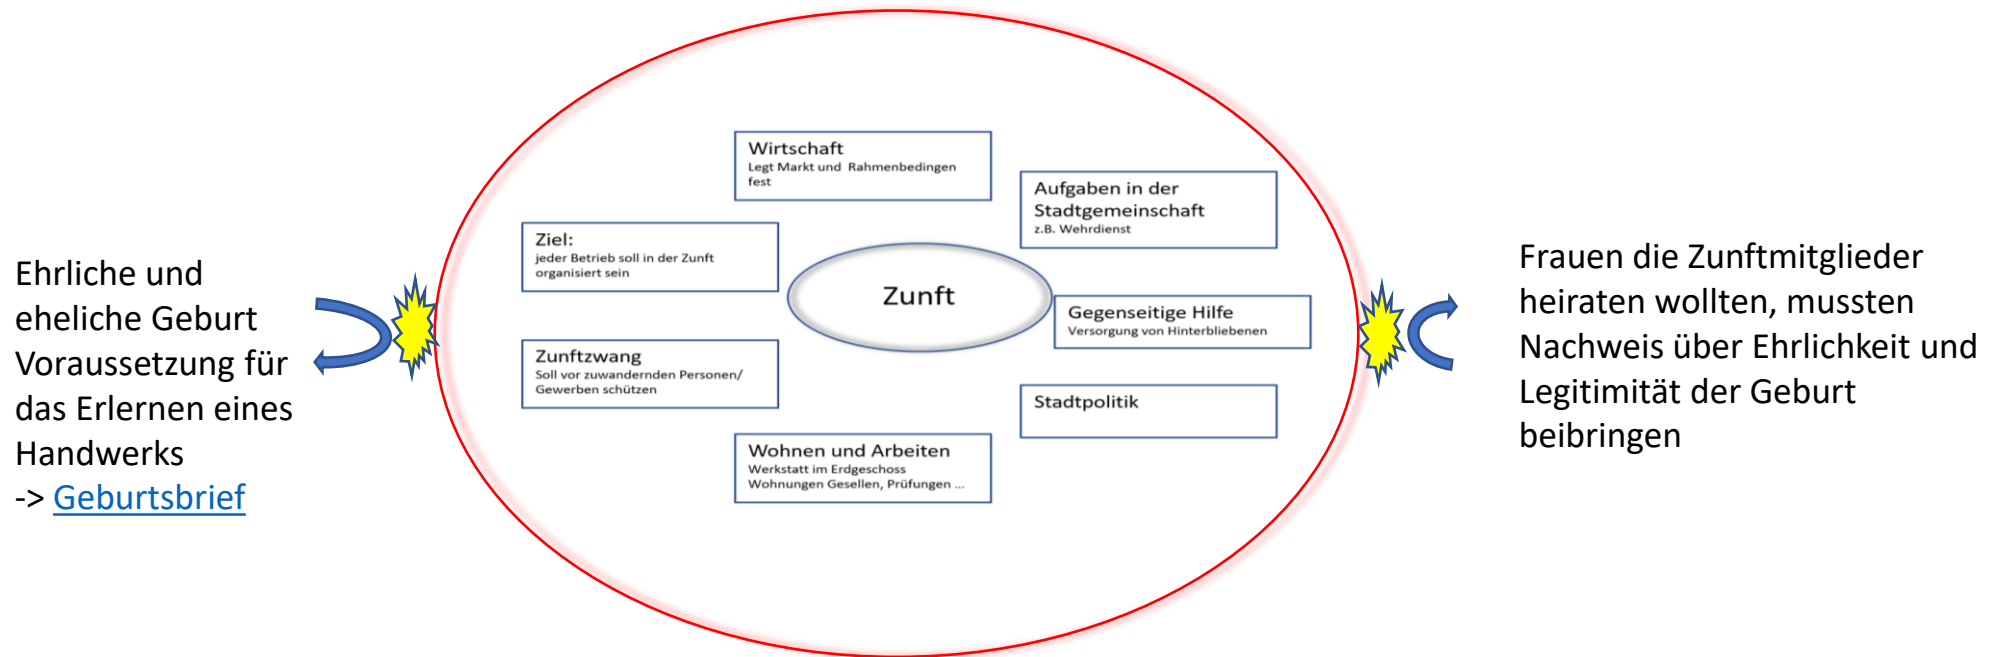 Ehrliche und
eheliche Geburt
Voraussetzung für
das Erlernen eines
Handwerks
-> Geburtsbrief
Wirtschaft
Legt Markt und Rahmenbedingen
fest
Aufgaben in der
Stadtgemeinschaft
z.B. Wehrdienst
Ziel:
jeder Betrieb soll in der Zunft
organisiert sein
Zunft
Gegenseitige Hilfe
Versorgung von Hinterbliebenen
Zunftzwang
Soll vor zuwandernden Personen/
Gewerben schützen
Stadtpolitik
Wohnen und Arbeiten
Werkstatt im Erdgeschoss
Wohnungen Gesellen, Prüfungen ...
Frauen die Zunftmitglieder
heiraten wollten, mussten
Nachweis über Ehrlichkeit und
Legitimität der Geburt
beibringen